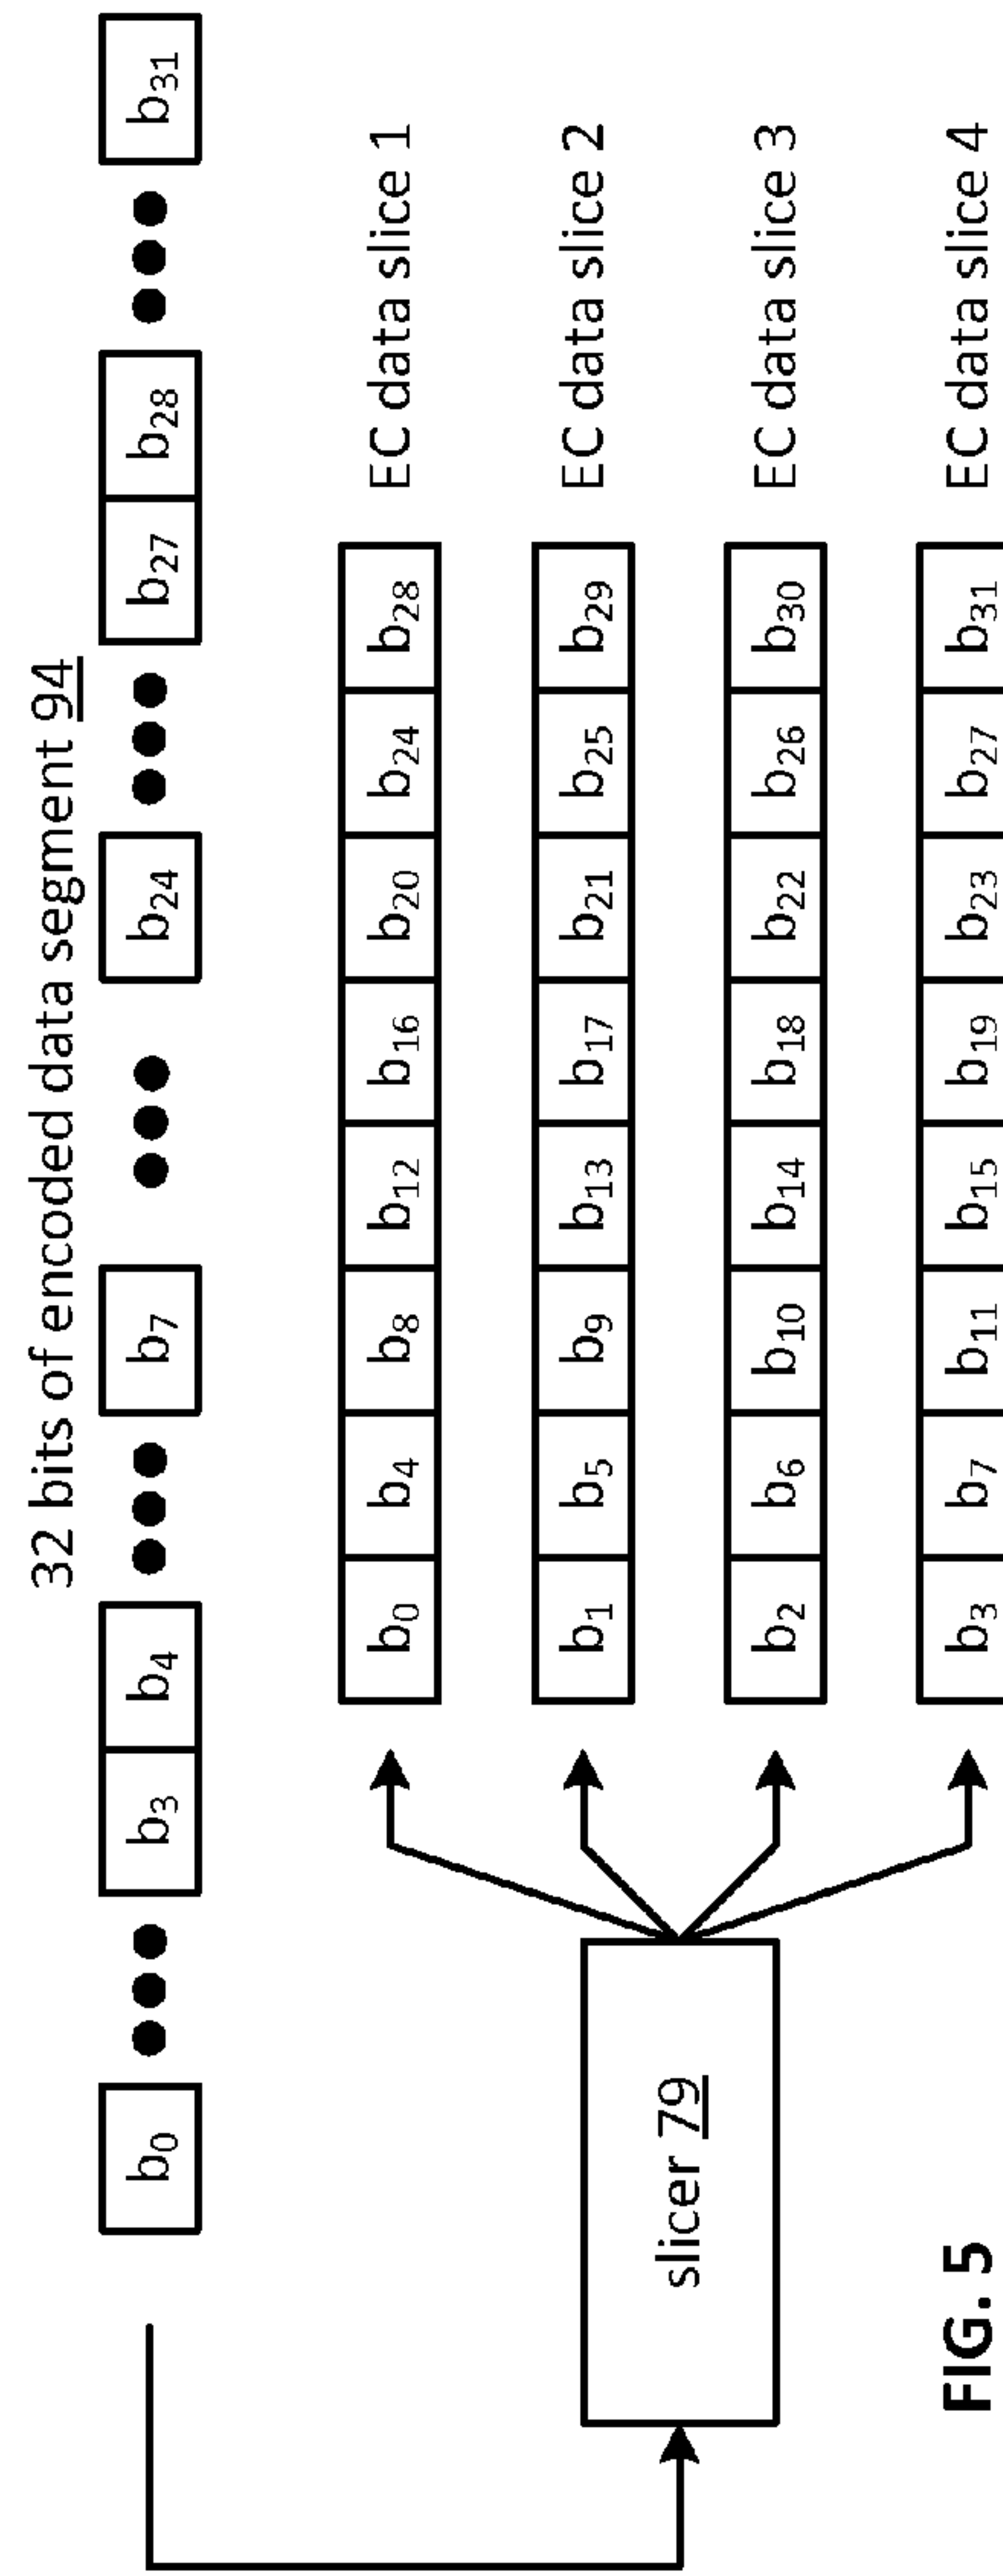 32 bits of encoded data segment 94
b0 b3 b4 b7 b24 b27 b28 b31
b0 b4 b8 b12 b16 b20 b24 b28 EC data slice 1
b1 b5 b9 b13 b17 b21 b25 b29 EC data slice 2
slicer 79
b2 b6 b10 b14 b18 b22 b26 b30 EC data slice 3
b3 b7 b11 b15 b19 b23 b27 b31 EC data slice 4
FIG. 5